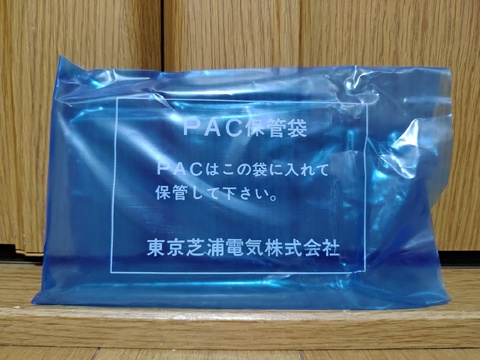 PAC保管袋
PACはこの袋に入れて
保管して下さい。
東京芝浦電気株式会社